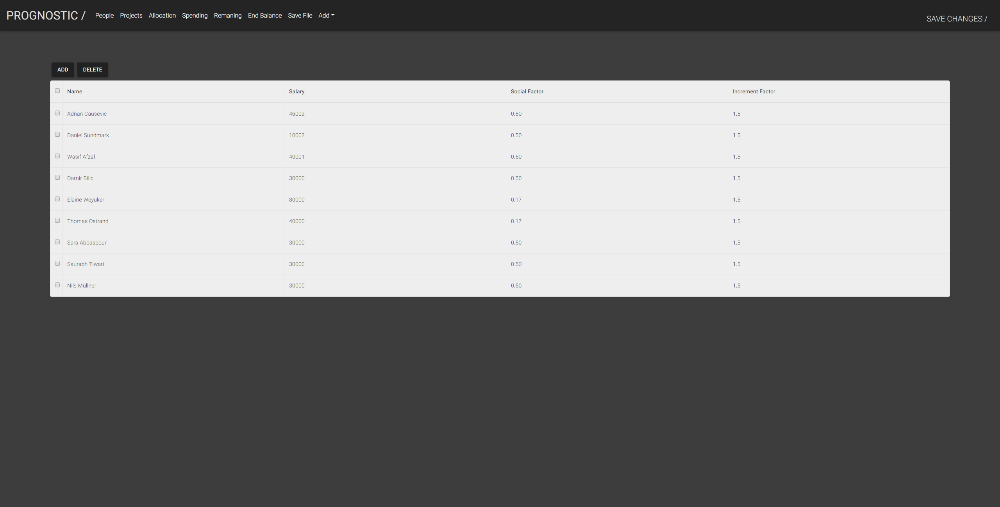 PROGNOSTIC / People Projects Allocation Spending Remaning End Balance Save File Add SAVE CHANGES /
ADD DELETE
Name Salary Social Factor Increment Factor
Adnan Causevic 46002 0.50 1.5
Daniel Sundmark 10003 0.50 1.5
Wasif Afzal 40001 0.50 1.5
Damir Bilic 30000 0.50 1.5
Elaine Weyuker 80000 0.17 1.5
Thomas Ostrand 40000 0.17 1.5
Sara Abbaspour 30000 0.50 1.5
Saurabh Tiwari 30000 0.50 1.5
Nils Müllner 30000 0.50 1.5